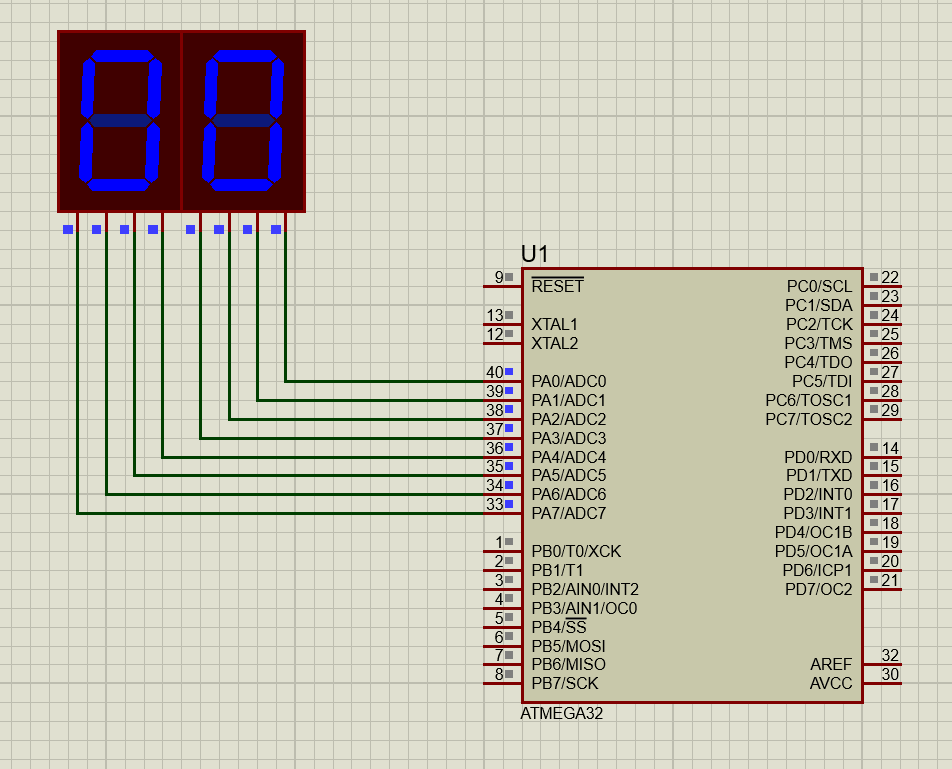 00
U1
9 RESET PC0/SCL 22
PC1/SDA 23
13 XTAL1 PC2/TCK 24
12 XTAL2 PC3/TMS 25
PC4/TDO 26
40 PA0/ADC0 PC5/TDI 27
39 PA1/ADC1 PC6/TOSC1 28
38 PA2/ADC2 PC7/TOSC2 29
37 PA3/ADC3
36 PA4/ADC4 PD0/RXD 14
35 PA5/ADC5 PD1/TXD 15
34 PA6/ADC6 PD2/INT0 16
33 PA7/ADC7 PD3/INT1 17
PD4/OC1B 18
1 PB0/T0/XCK PD5/OC1A 19
2 PB1/T1 PD6/ICP1 20
3 PB2/AIN0/INT2 PD7/OC2 21
4 PB3/AIN1/OC0
5 PB4/SS
6 PB5/MOSI
7 PB6/MISO AREF 32
8 PB7/SCK AVCC 30
ATMEGA32